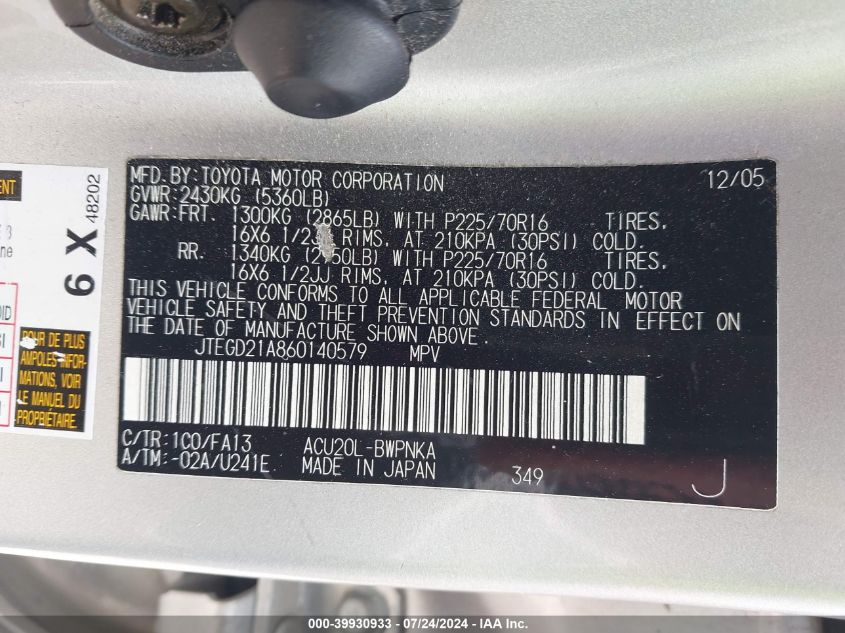 MFD.BY:TOYOTA MOTOR CORPORATION 12/05
GVWR:2430KG (5360LB)
GAWR:FRT. 1300KG (2865LB) WITH P225/70R16 TIRES,
16X6 1/2JJ RIMS, AT 210KPA (30PSI) COLD.
RR. 1340KG (2950LB) WITH P225/70R16 TIRES,
16X6 1/2JJ RIMS, AT 210KPA (30PSI) COLD.
THIS VEHICLE CONFORMS TO ALL APPLICABLE FEDERAL MOTOR
VEHICLE SAFETY AND THEFT PREVENTION STANDARDS IN EFFECT ON
THE DATE OF MANUFACTURE SHOWN ABOVE.
JTEGD21A860140579 MPV
C/TR:1C0/FA13 ACU20L-BWPNKA
A/TM:-02A/U241E MADE IN JAPAN 349 J
6 X
48202
POUR DE PLUS
AMPLES INFOR-
MATIONS, VOIR
LE MANUEL DU
PROPRIÉTAIRE.
000-39930933 - 07/24/2024 - IAA, Inc.